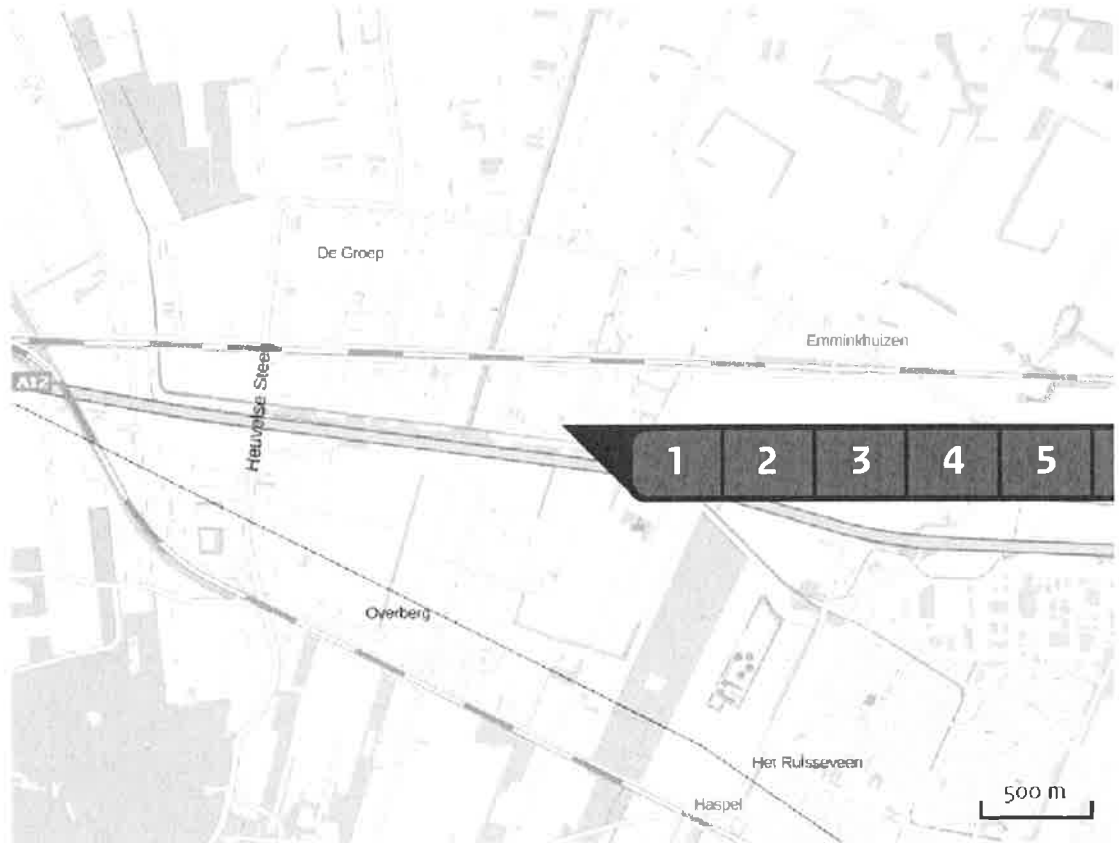 De Groep
Emminkhuizen
A12
Heuvelse Steeg
1 2 3 4 5
Overberg
Het Ruisseveen
Haspel
500 m